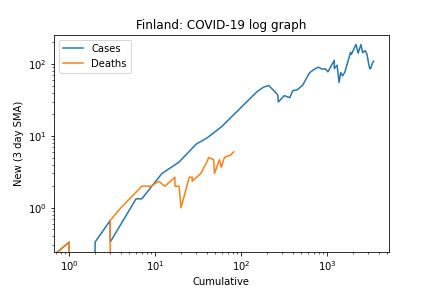 Finland: COVID-19 log graph
Cases
Deaths
New (3 day SMA)
10²
10¹
10⁰
10⁰ 10¹ 10² 10³
Cumulative